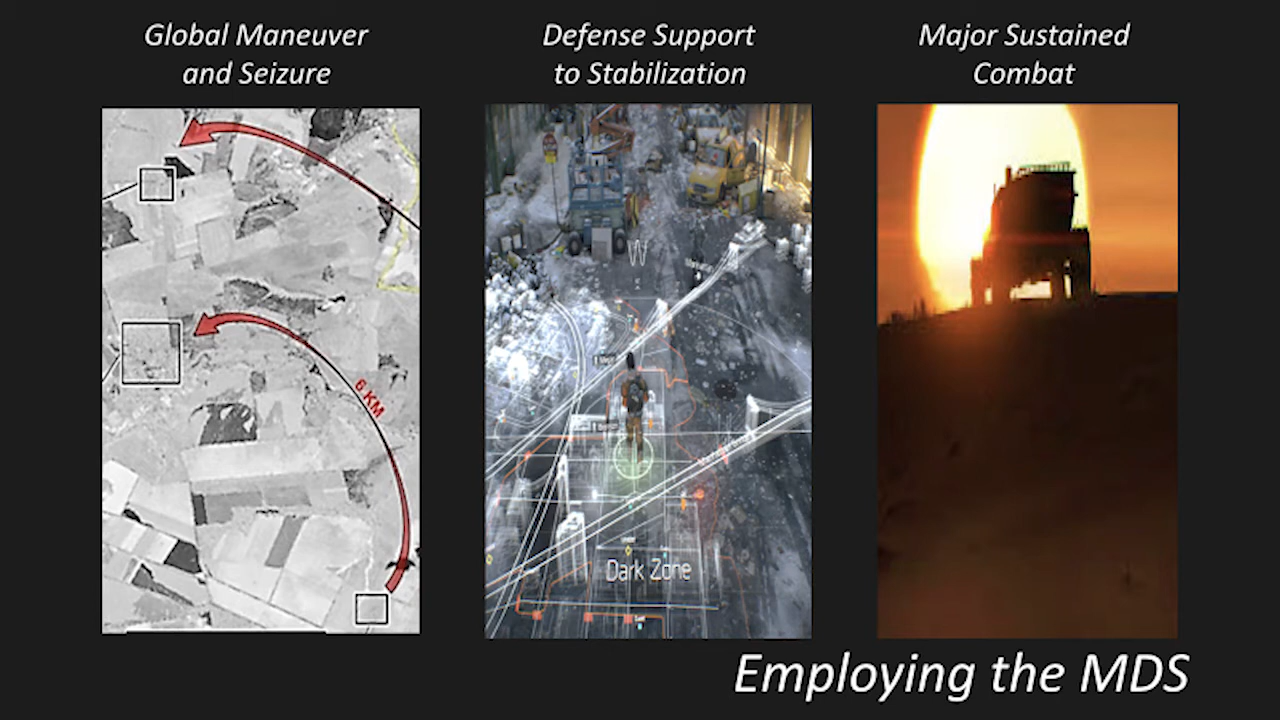 Global Maneuver
and Seizure
Defense Support
to Stabilization
Major Sustained
Combat
6 KM
W
Dark Zone
Employing the MDS